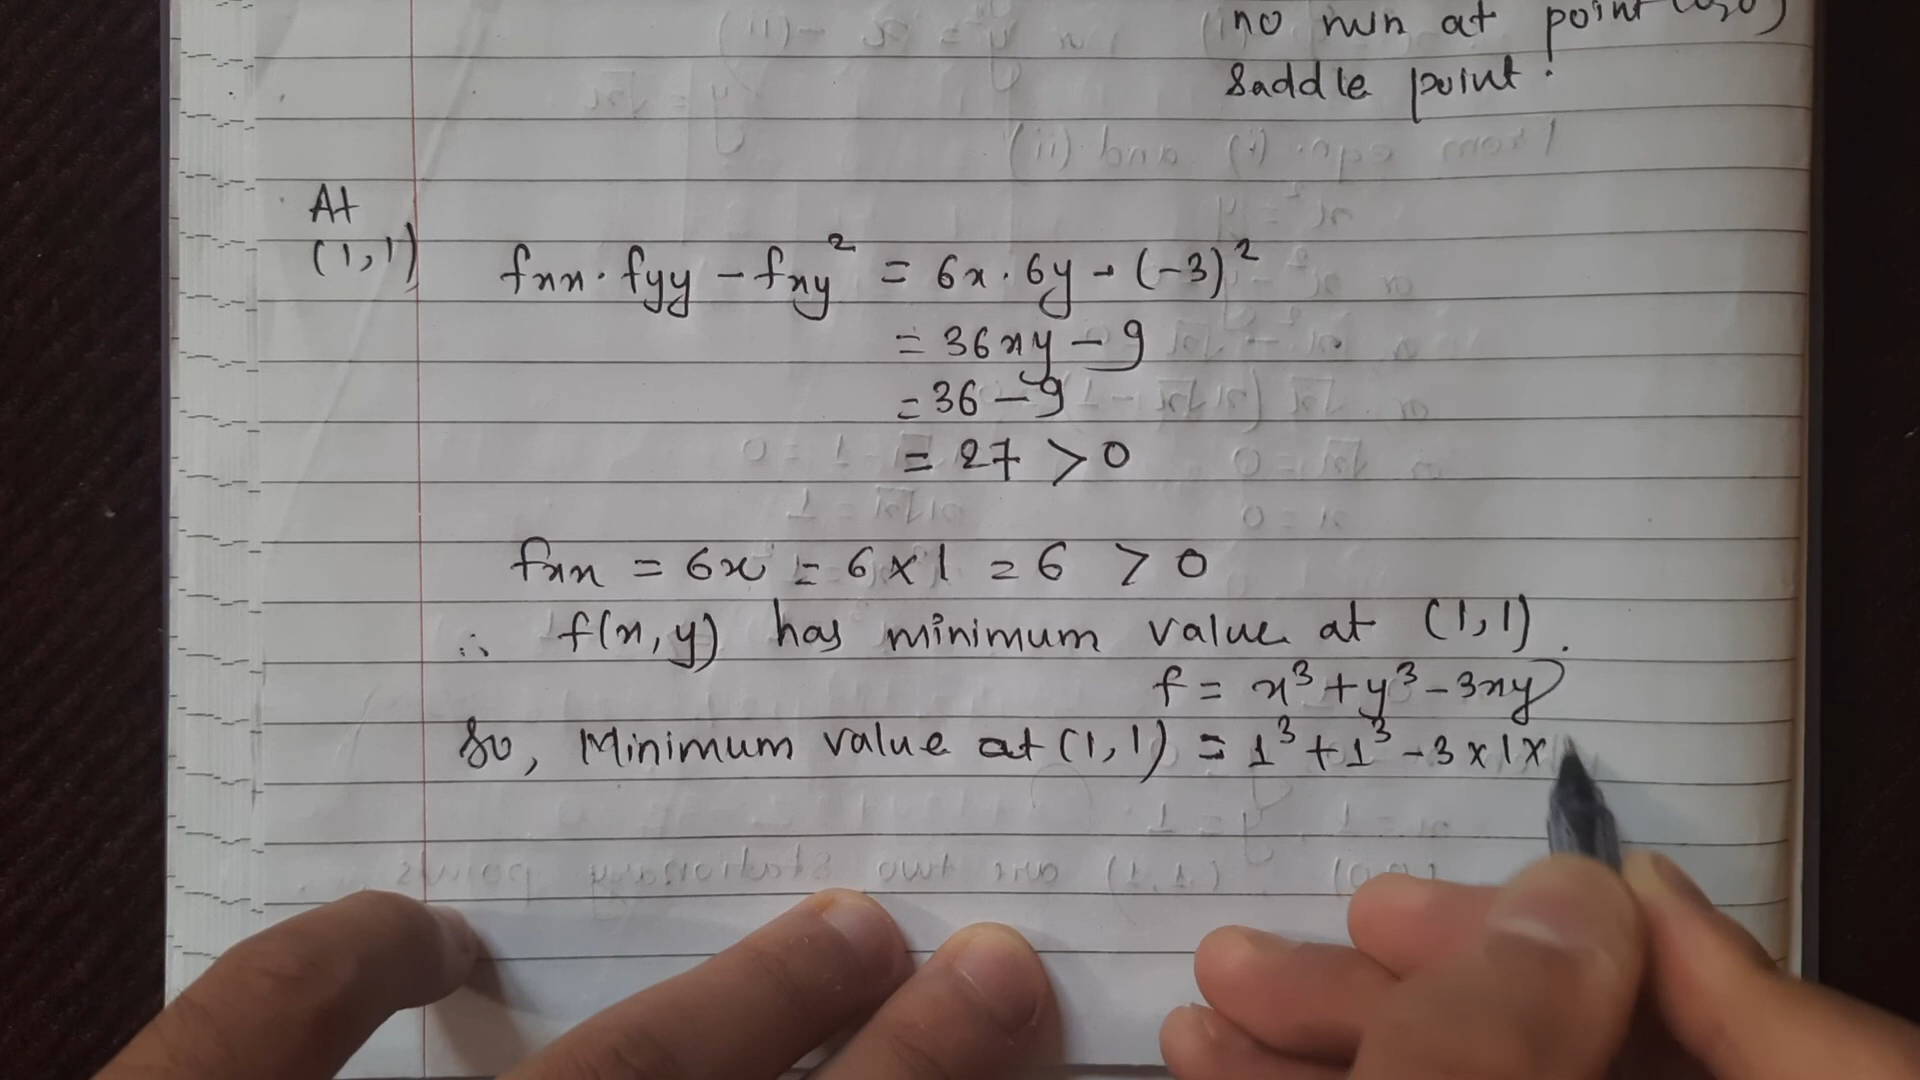 no min at point (0,0)
Saddle point.
At
(1,1)
fxx . fyy - fxy² = 6x . 6y - (-3)²
= 36xy - 9
= 36 - 9
= 27 > 0
fxx = 6x = 6 × 1 = 6 > 0
∴ f(x,y) has minimum value at (1,1).
f = x³ + y³ - 3xy
So, Minimum value at (1,1) = 1³ + 1³ - 3 × 1 ×